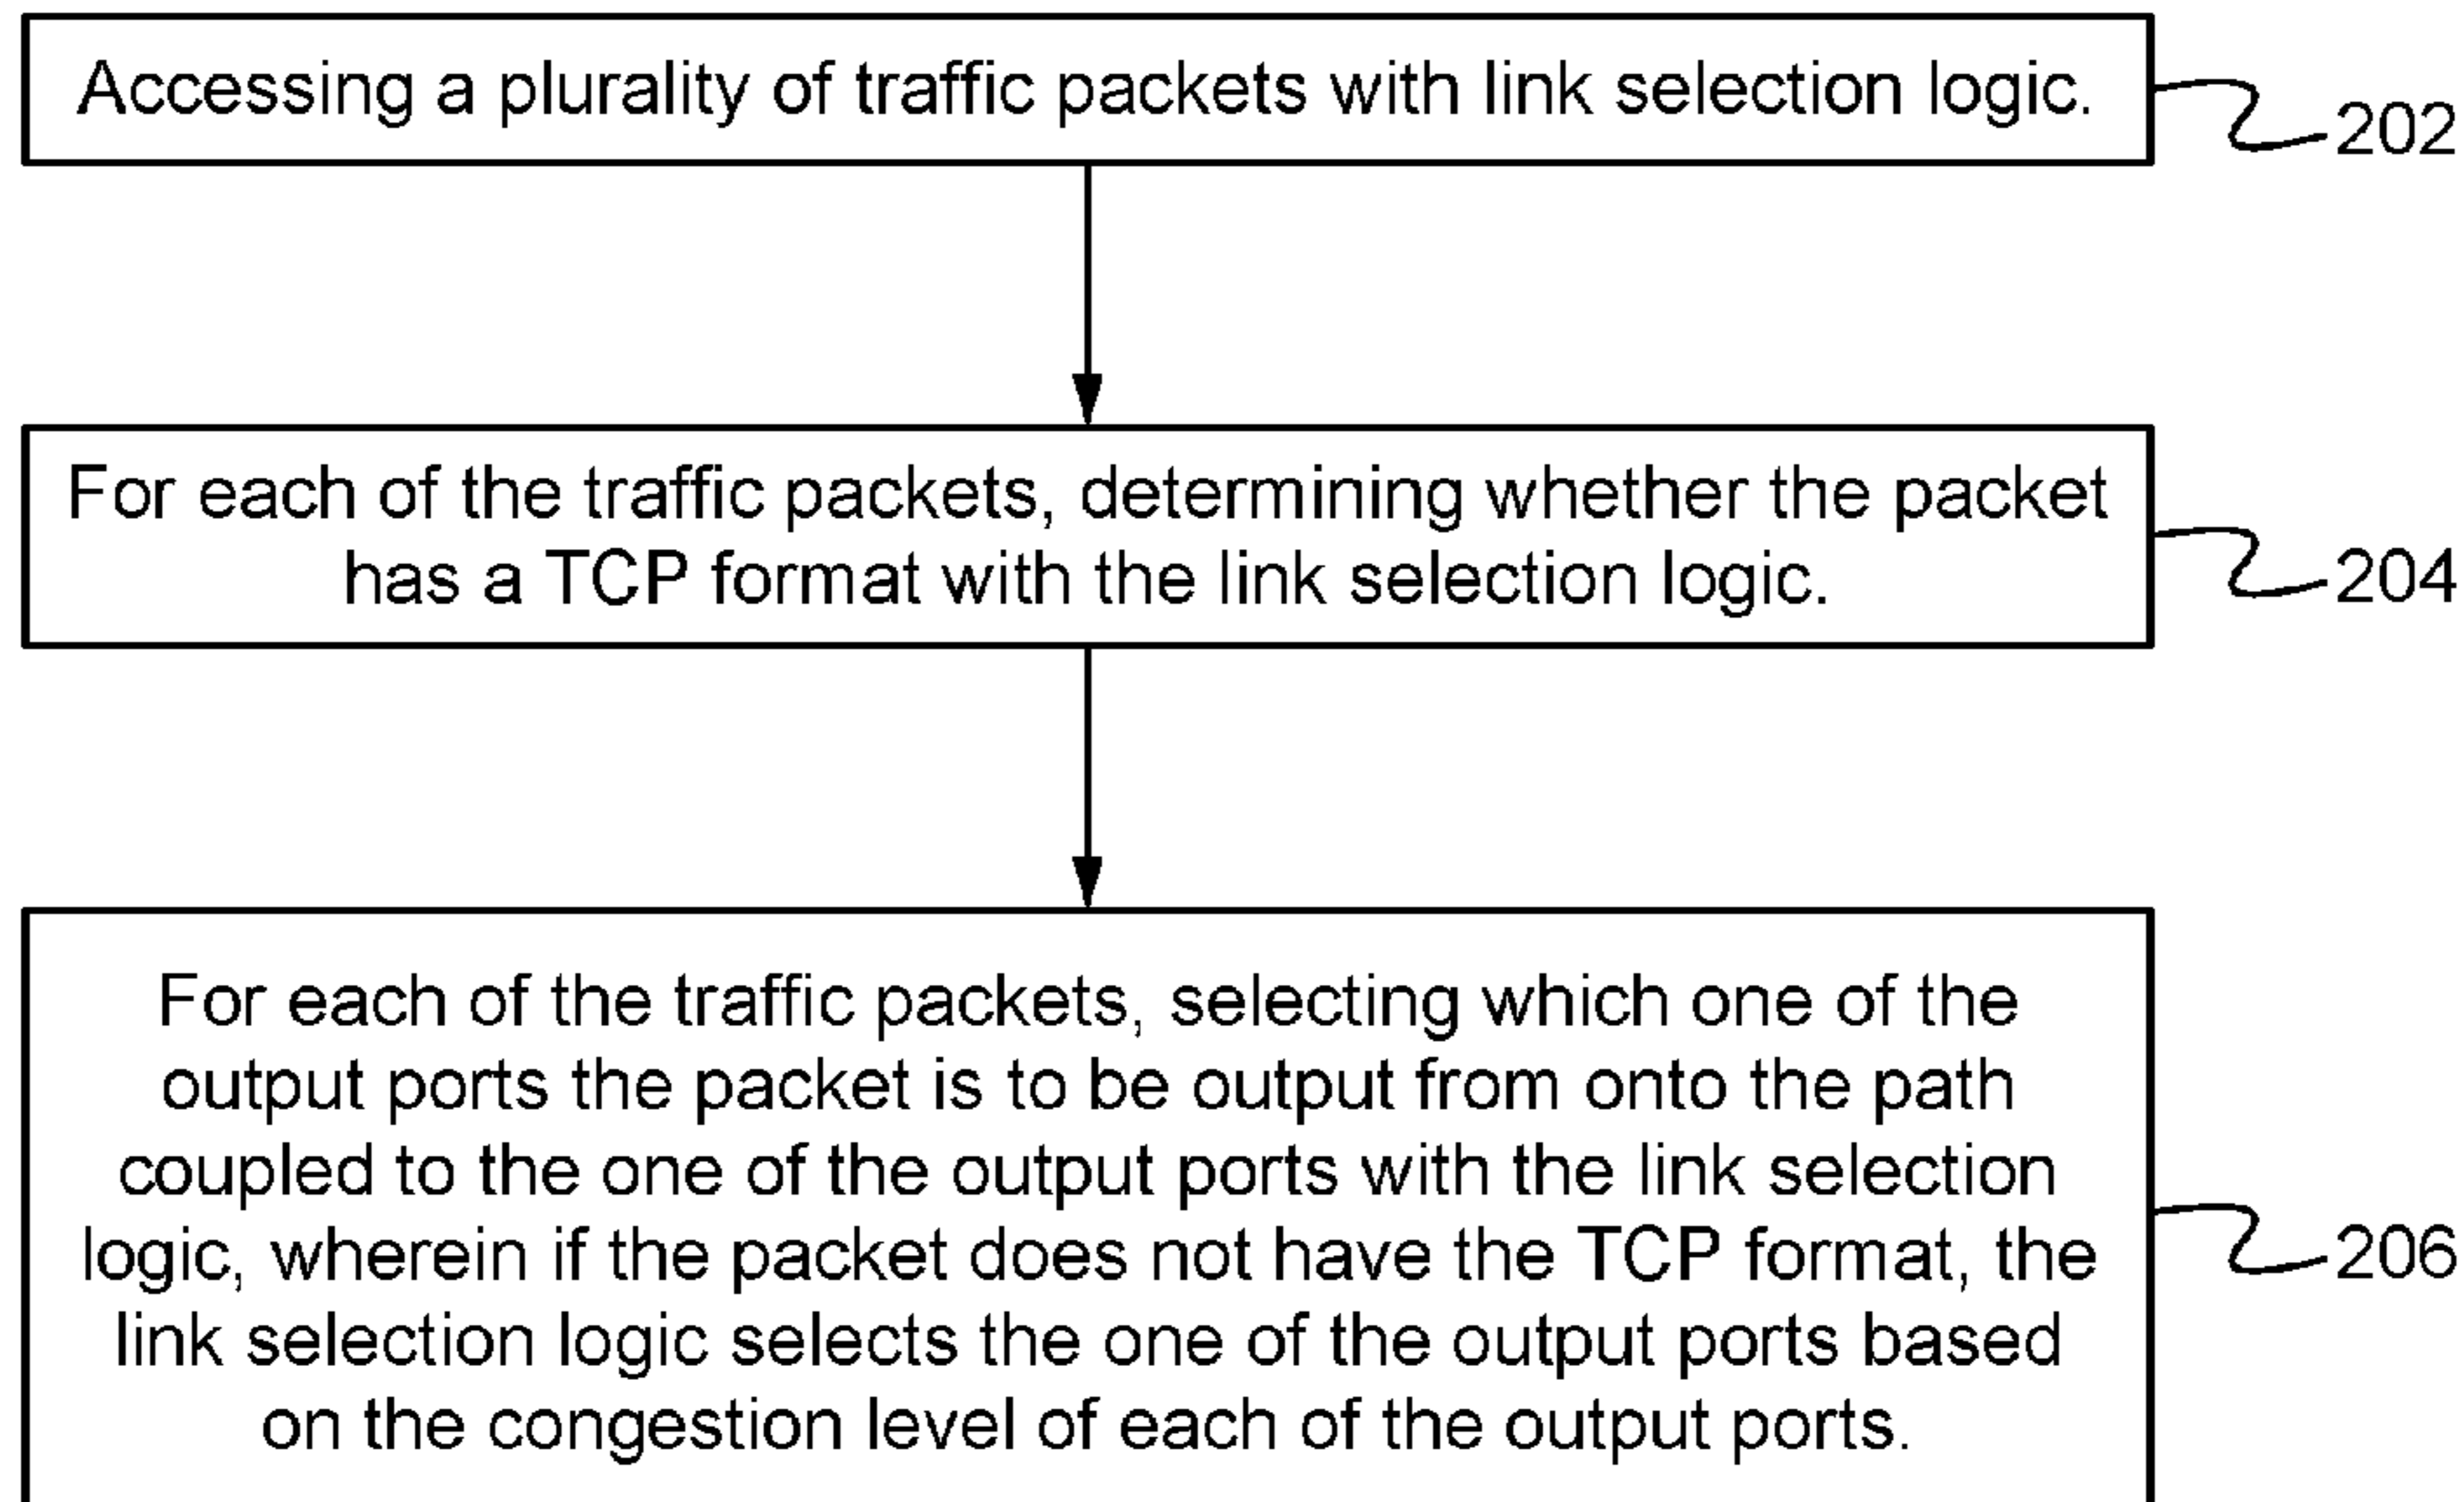 Accessing a plurality of traffic packets with link selection logic.
202
For each of the traffic packets, determining whether the packet
has a TCP format with the link selection logic.
204
For each of the traffic packets, selecting which one of the
output ports the packet is to be output from onto the path
coupled to the one of the output ports with the link selection
logic, wherein if the packet does not have the TCP format, the
link selection logic selects the one of the output ports based
on the congestion level of each of the output ports.
206